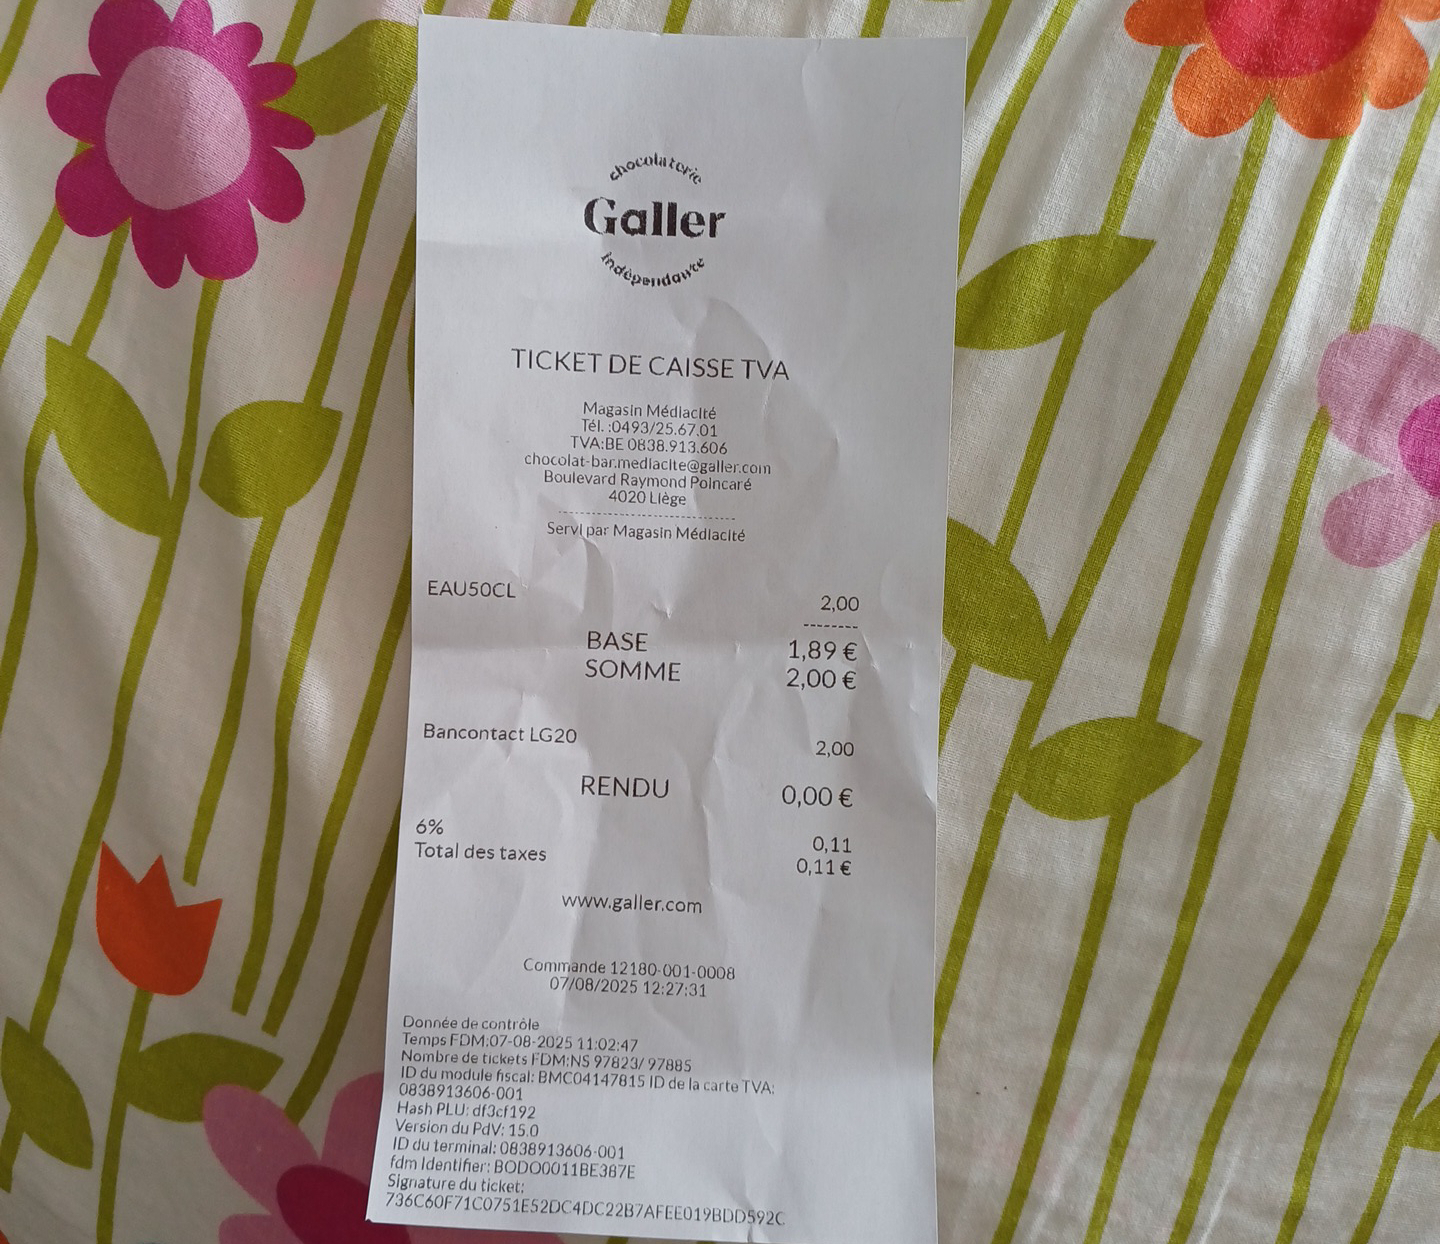 chocolaterie
Galler
indépendante
TICKET DE CAISSE TVA
Magasin Médiacité
Tél. :0493/25.67.01
TVA:BE 0838.913.606
chocolat-bar.mediacite@galler.com
Boulevard Raymond Poincaré
4020 Liège
Servi par Magasin Médiacité
EAU50CL 2,00
BASE 1,89 €
SOMME 2,00 €
Bancontact LG20 2,00
RENDU 0,00 €
6% 0,11
Total des taxes 0,11 €
www.galler.com
Commande 12180-001-0008
07/08/2025 12:27:31
Donnée de contrôle
Temps FDM:07-08-2025 11:02:47
Nombre de tickets FDM:NS 97823/ 97885
ID du module fiscal: BMC04147815 ID de la carte TVA:
0838913606-001
Hash PLU: df3cf192
Version du PdV: 15.0
ID du terminal: 0838913606-001
fdm Identifier: BODO0011BE387E
Signature du ticket:
736C60F71C0751E52DC4DC22B7AFEE019BDD592C